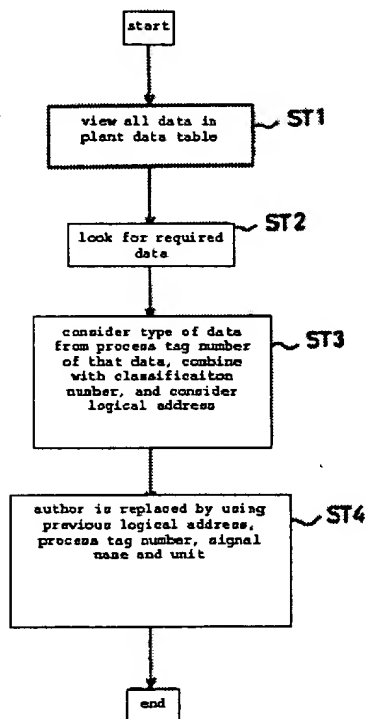 start
view all data in
plant data table
ST1
look for required
data
ST2
consider type of data
from process tag number
of that data, combine
with classificaiton
number, and consider
logical address
ST3
author is replaced by using
previous logical address,
process tag number, signal
name and unit
ST4
end